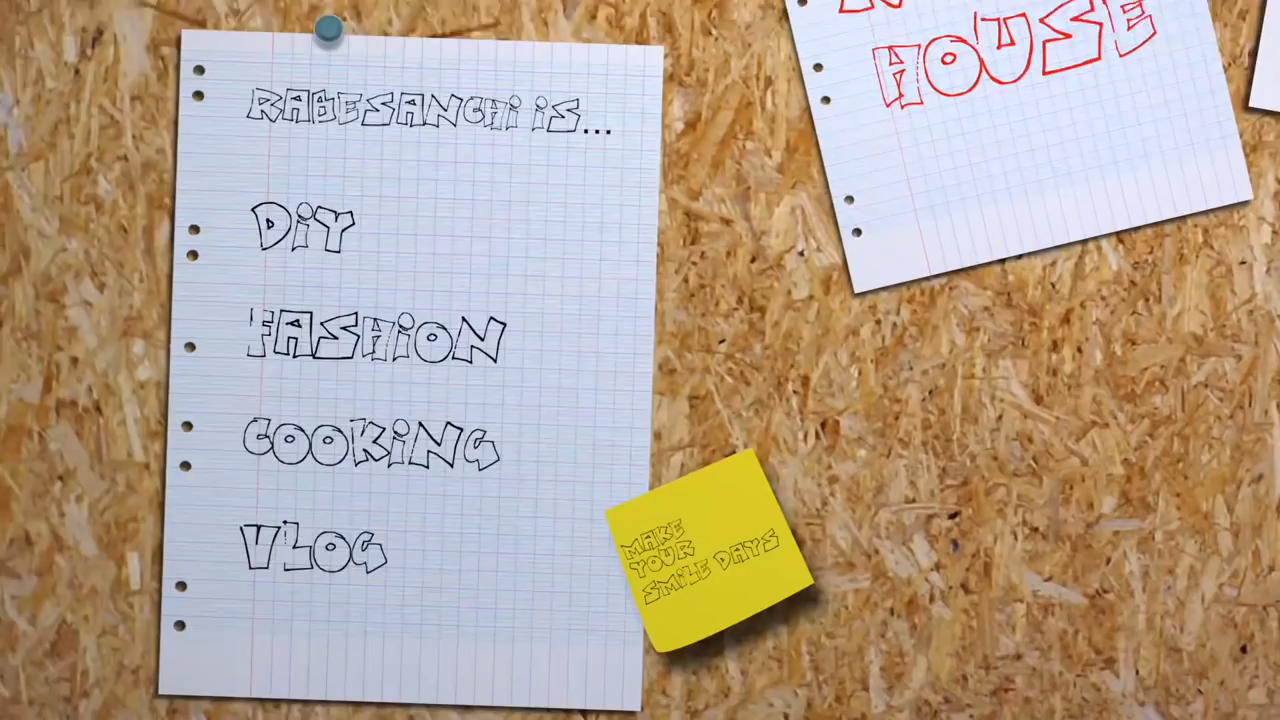 RABESANCHi iS...
DiY
FASHiON
COOKiNG
VLOG
MAKE
YOUR
SMiLE DAYS
HOUSE